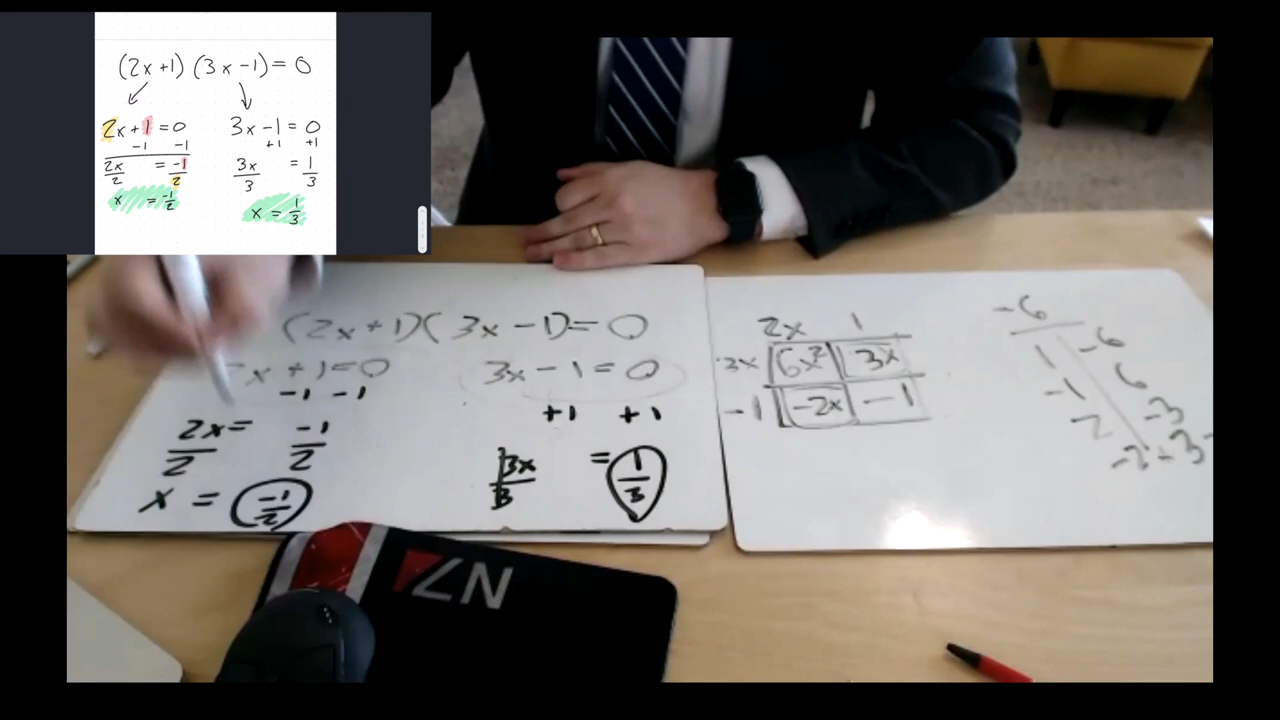 (2x+1)(3x-1)=0
2x+1=0
-1 -1
2x/2 = -1/2
x = -1/2
3x-1=0
+1 +1
3x/3 = 1/3
x = 1/3
(2x+1)(3x-1)=0
x+1=0
-1 -1
2x/2 = -1/2
x = -1/2
3x-1=0
+1 +1
3x/3 = 1/3
2x 1
3x 6x² 3x
-1 -2x -1
-6
1 -6
-1 6
2 -3
-2 + 3
N7